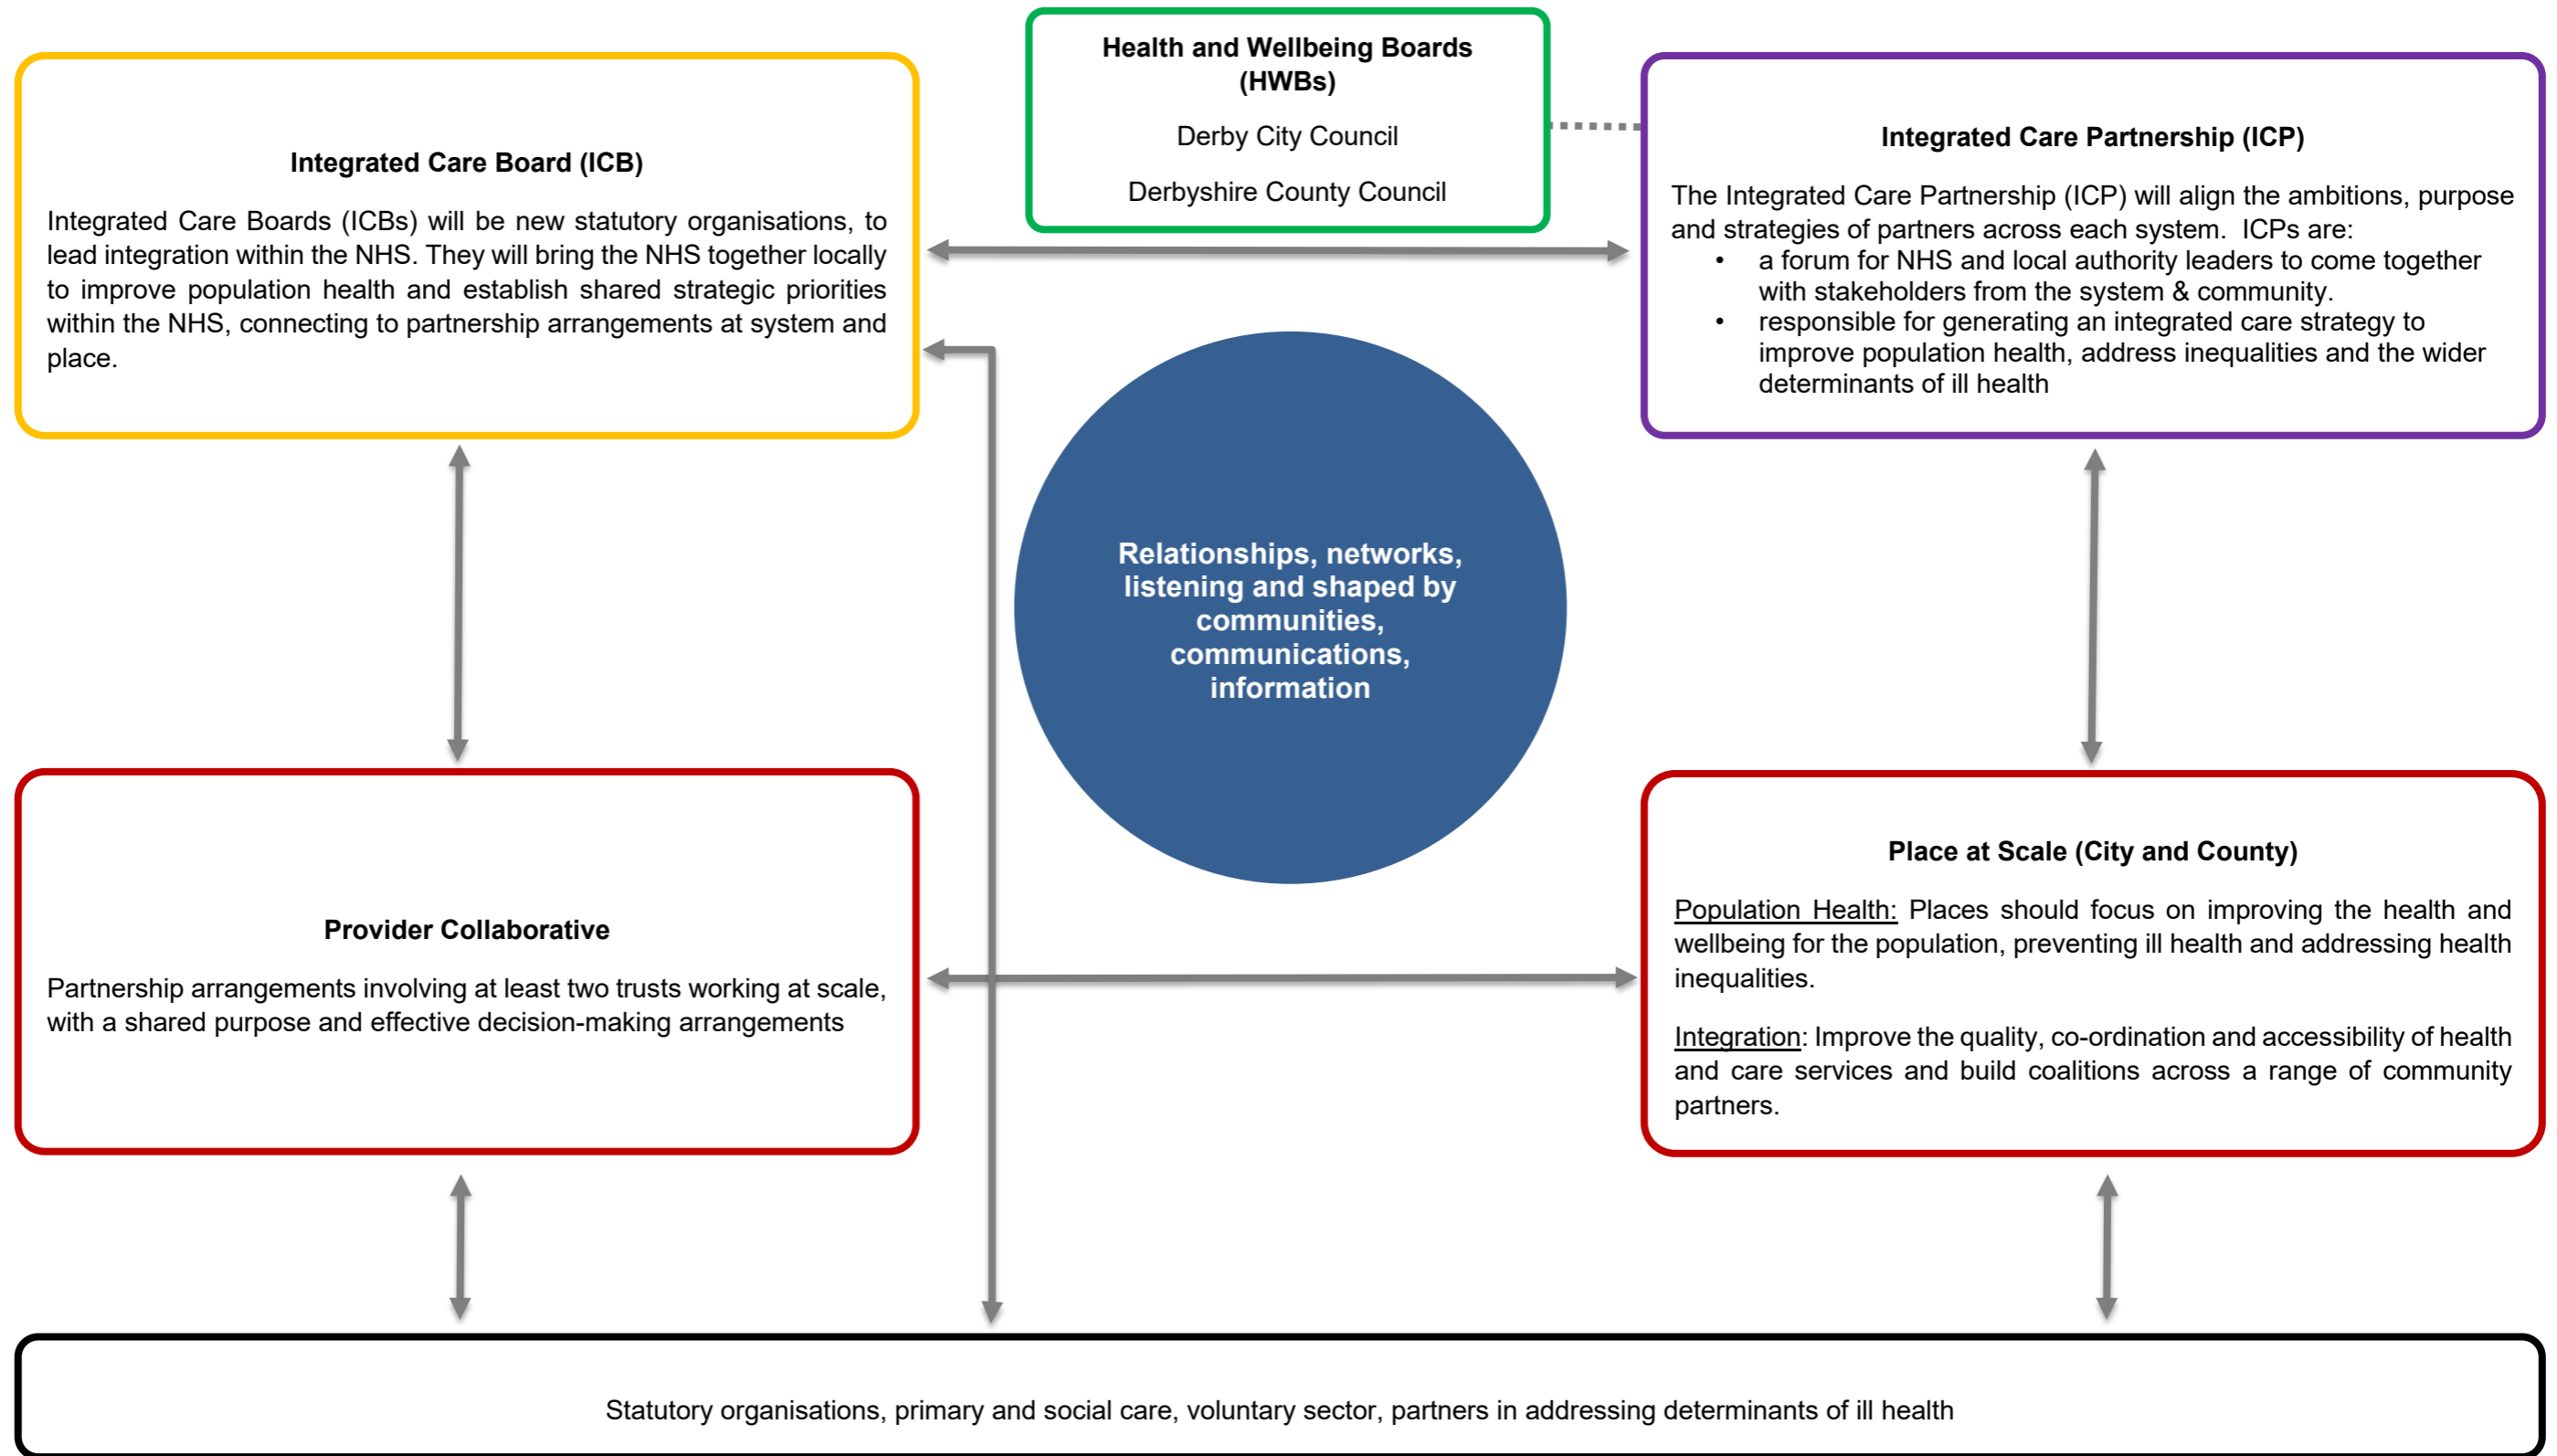 Health and Wellbeing Boards
(HWBs)
Derby City Council
Derbyshire County Council
Integrated Care Board (ICB)
Integrated Care Boards (ICBs) will be new statutory organisations, to
lead integration within the NHS. They will bring the NHS together locally
to improve population health and establish shared strategic priorities
within the NHS, connecting to partnership arrangements at system and
place.
Integrated Care Partnership (ICP)
The Integrated Care Partnership (ICP) will align the ambitions, purpose
and strategies of partners across each system. ICPs are:
• a forum for NHS and local authority leaders to come together
with stakeholders from the system & community.
• responsible for generating an integrated care strategy to
improve population health, address inequalities and the wider
determinants of ill health
Relationships, networks,
listening and shaped by
communities,
communications,
information
Provider Collaborative
Partnership arrangements involving at least two trusts working at scale,
with a shared purpose and effective decision-making arrangements
Place at Scale (City and County)
Population Health: Places should focus on improving the health and
wellbeing for the population, preventing ill health and addressing health
inequalities.
Integration: Improve the quality, co-ordination and accessibility of health
and care services and build coalitions across a range of community
partners.
Statutory organisations, primary and social care, voluntary sector, partners in addressing determinants of ill health